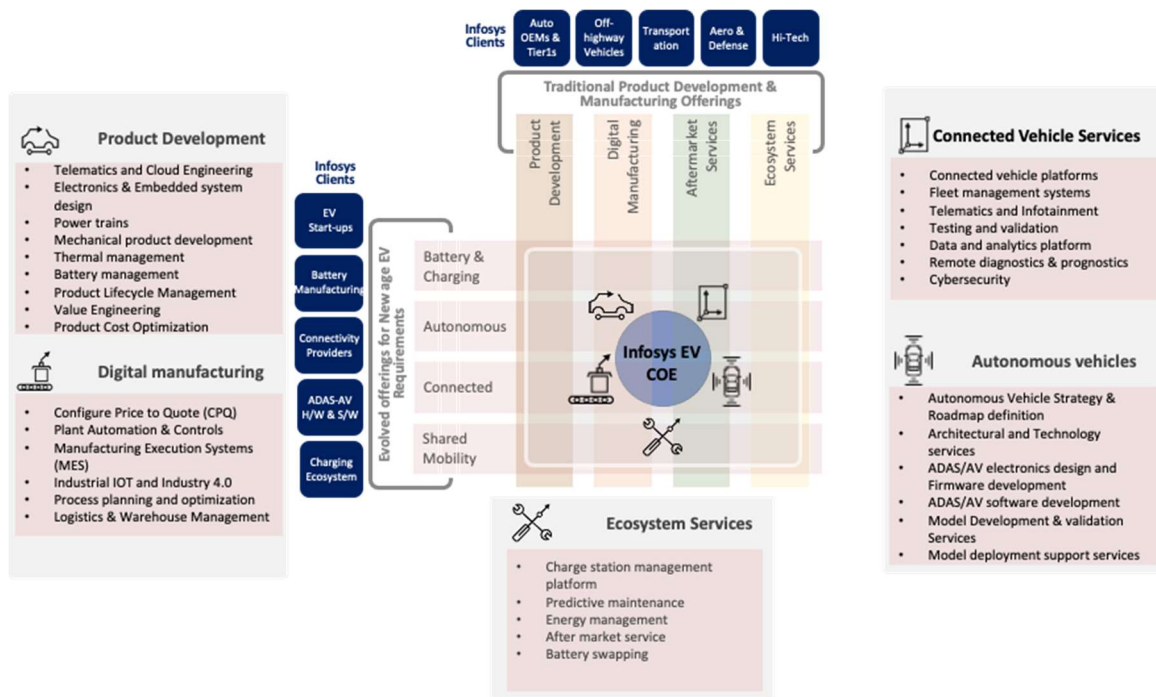 Infosys
Clients
Auto
OEMs &
Tier1s
Off-
highway
Vehicles
Transport
ation
Aero &
Defense
Hi-Tech
Traditional Product Development &
Manufacturing Offerings
Product
Development
Digital
Manufacturing
Aftermarket
Services
Ecosystem
Services
Product Development
• Telematics and Cloud Engineering
• Electronics & Embedded system
design
• Power trains
• Mechanical product development
• Thermal management
• Battery management
• Product Lifecycle Management
• Value Engineering
• Product Cost Optimization
Digital manufacturing
• Configure Price to Quote (CPQ)
• Plant Automation & Controls
• Manufacturing Execution Systems
(MES)
• Industrial IOT and Industry 4.0
• Process planning and optimization
• Logistics & Warehouse Management
Infosys
Clients
EV
Start-ups
Battery
Manufacturing
Connectivity
Providers
ADAS-AV
H/W & S/W
Charging
Ecosystem
Evolved offerings for New age EV
Requirements
Battery &
Charging
Autonomous
Connected
Shared
Mobility
Infosys EV
COE
Connected Vehicle Services
• Connected vehicle platforms
• Fleet management systems
• Telematics and Infotainment
• Testing and validation
• Data and analytics platform
• Remote diagnostics & prognostics
• Cybersecurity
Autonomous vehicles
• Autonomous Vehicle Strategy &
Roadmap definition
• Architectural and Technology
services
• ADAS/AV electronics design and
Firmware development
• ADAS/AV software development
• Model Development & validation
Services
• Model deployment support services
Ecosystem Services
• Charge station management
platform
• Predictive maintenance
• Energy management
• After market service
• Battery swapping